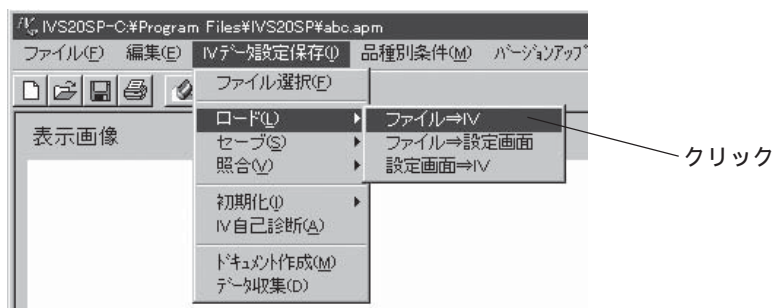 IVS20SP-C:¥Program Files¥IVS20SP¥abc.apm
ファイル(F) 編集(E) IVデータ設定保存(I) 品種別条件(M) バージョンアップ
ファイル選択(F)
ロード(L) ファイル⇒IV
セーブ(S) ファイル⇒設定画面
照合(V) 設定画面⇒IV
表示画像
クリック
初期化(I)
IV自己診断(A)
ドキュメント作成(M)
データ収集(D)